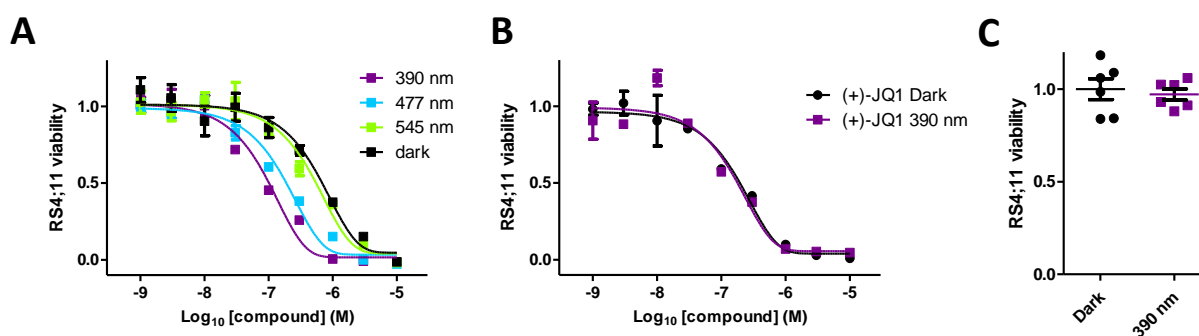 A
RS4;11 viability
1.0
0.5
0.0
-9
-8
-7
-6
-5
Log10 [compound] (M)
390 nm
477 nm
545 nm
dark
B
RS4;11 viability
1.0
0.5
0.0
-9
-8
-7
-6
-5
Log10 [compound] (M)
(+)-JQ1 Dark
(+)-JQ1 390 nm
C
RS4;11 viability
1.0
0.5
0.0
Dark
390 nm